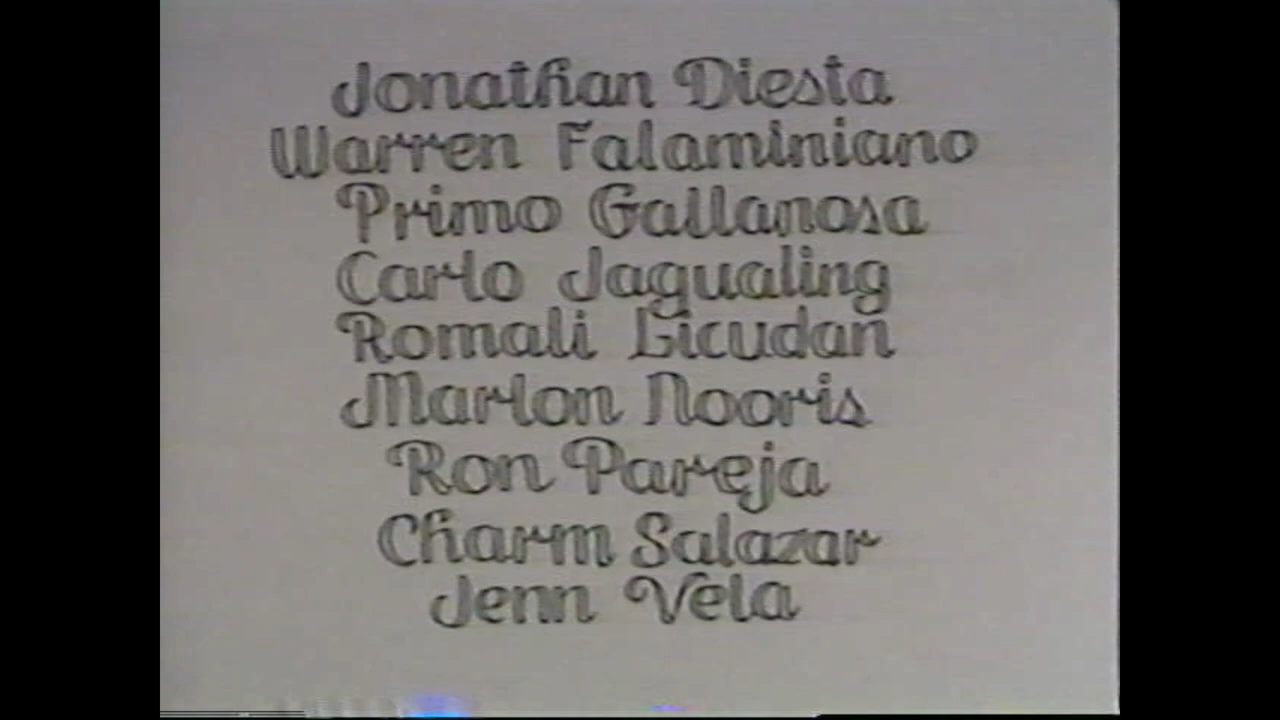 Jonathan Diesta
Warren Falaminiano
Primo Gallanosa
Carlo Jagualing
Romali Licudan
Marlon Nooris
Ron Pareja
Charm Salazar
Jenn Vela